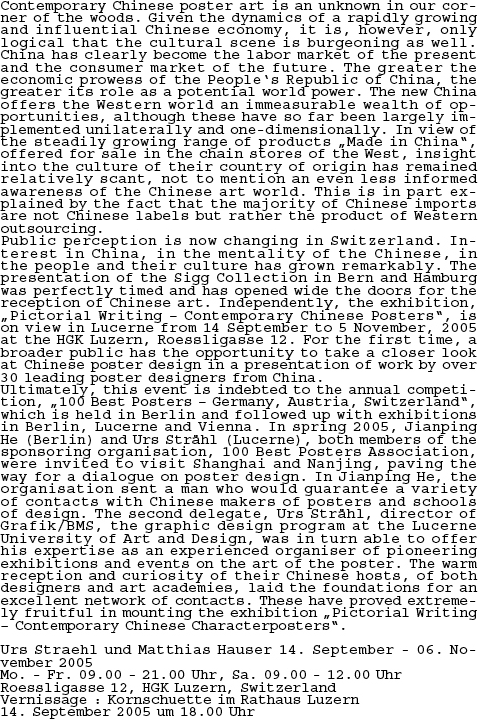 Contemporary Chinese poster art is an unknown in our cor-
ner of the woods. Given the dynamics of a rapidly growing
and influential Chinese economy, it is, however, only
logical that the cultural scene is burgeoning as well.
China has clearly become the labor market of the present
and the consumer market of the future. The greater the
economic prowess of the People's Republic of China, the
greater its role as a potential world power. The new China
offers the Western world an immeasurable wealth of op-
portunities, although these have so far been largely im-
plemented unilaterally and one-dimensionally. In view of
the steadily growing range of products „Made in China“,
offered for sale in the chain stores of the West, insight
into the culture of their country of origin has remained
relatively scant, not to mention an even less informed
awareness of the Chinese art world. This is in part ex-
plained by the fact that the majority of Chinese imports
are not Chinese labels but rather the product of Western
outsourcing.
Public perception is now changing in Switzerland. In-
terest in China, in the mentality of the Chinese, in
the people and their culture has grown remarkably. The
presentation of the Sigg Collection in Bern and Hamburg
was perfectly timed and has opened wide the doors for the
reception of Chinese art. Independently, the exhibition,
„Pictorial Writing – Contemporary Chinese Posters“, is
on view in Lucerne from 14 September to 5 November, 2005
at the HGK Luzern, Roessligasse 12. For the first time, a
broader public has the opportunity to take a closer look
at Chinese poster design in a presentation of work by over
30 leading poster designers from China.
Ultimately, this event is indebted to the annual competi-
tion, „100 Best Posters – Germany, Austria, Switzerland“,
which is held in Berlin and followed up with exhibitions
in Berlin, Lucerne and Vienna. In spring 2005, Jianping
He (Berlin) and Urs Strähl (Lucerne), both members of the
sponsoring organisation, 100 Best Posters Association,
were invited to visit Shanghai and Nanjing, paving the
way for a dialogue on poster design. In Jianping He, the
organisation sent a man who would guarantee a variety
of contacts with Chinese makers of posters and schools
of design. The second delegate, Urs Strähl, director of
Grafik/BMS, the graphic design program at the Lucerne
University of Art and Design, was in turn able to offer
his expertise as an experienced organiser of pioneering
exhibitions and events on the art of the poster. The warm
reception and curiosity of their Chinese hosts, of both
designers and art academies, laid the foundations for an
excellent network of contacts. These have proved extreme-
ly fruitful in mounting the exhibition „Pictorial Writing
– Contemporary Chinese Characterposters“.
Urs Straehl und Matthias Hauser 14. September - 06. No-
vember 2005
Mo. - Fr. 09.00 - 21.00 Uhr, Sa. 09.00 - 12.00 Uhr
Roessligasse 12, HGK Luzern, Switzerland
Vernissage : Kornschuette im Rathaus Luzern
14. September 2005 um 18.00 Uhr